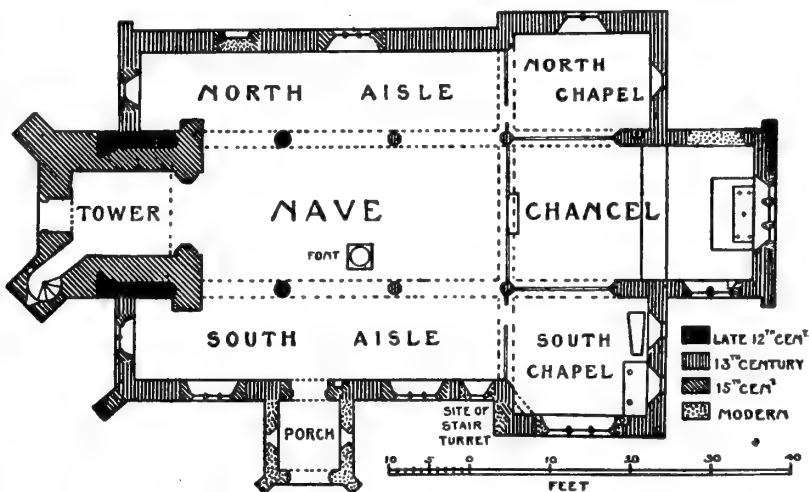 NORTH AISLE
NORTH
CHAPEL
TOWER
NAVE
CHANCEL
FONT
SOUTH AISLE
SOUTH
CHAPEL
PORCH
SITE OF
STAIR
TURRET
LATE 12TH CENT
13TH CENTURY
15TH CENT
MODERN
10 5 0 10 20 30 40
FEET